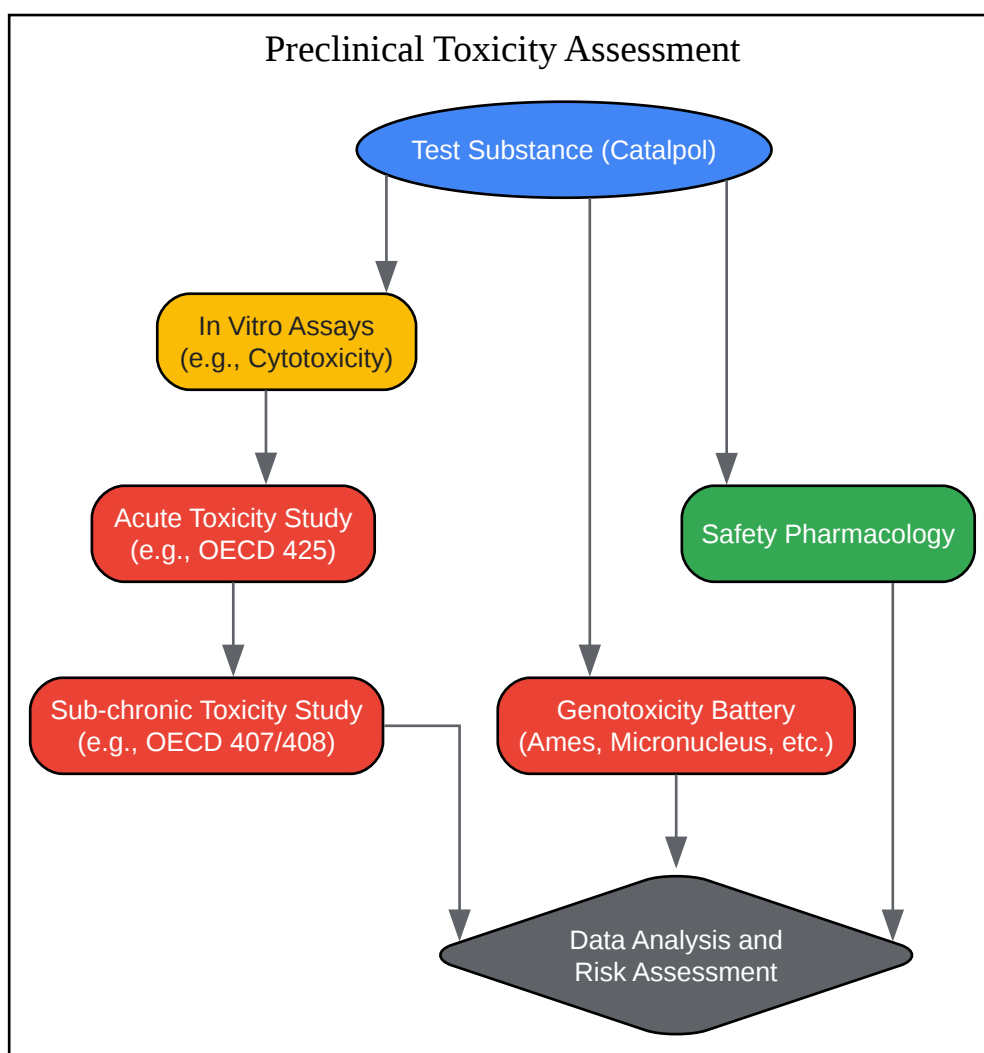 Preclinical Toxicity Assessment
Test Substance (Catalpol)
In Vitro Assays
(e.g., Cytotoxicity)
Acute Toxicity Study
(e.g., OECD 425)
Safety Pharmacology
Sub-chronic Toxicity Study
(e.g., OECD 407/408)
Genotoxicity Battery
(Ames, Micronucleus, etc.)
Data Analysis and
Risk Assessment